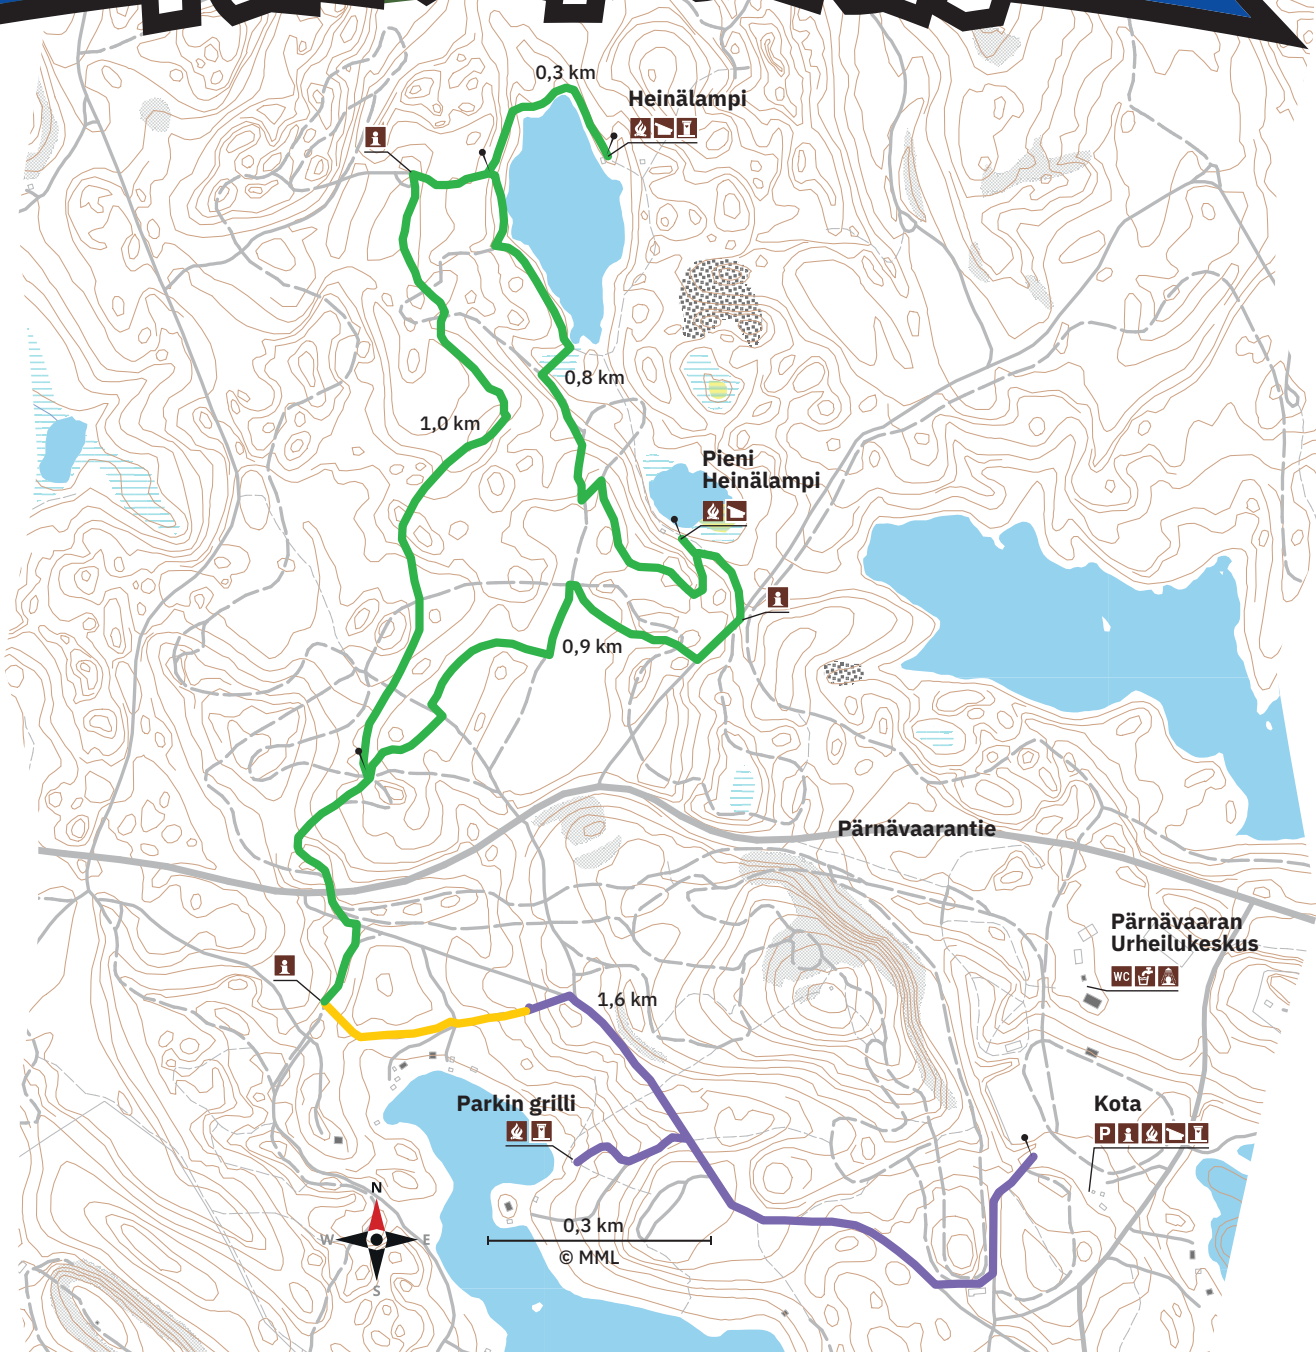 0,3 km
Heinälampi
0,8 km
1,0 km
Pieni
Heinälampi
0,9 km
Pärnävaarantie
Pärnävaaran
Urheilukeskus
WC
1,6 km
Parkin grilli
Kota
P
N
W
E
S
0,3 km
© MML